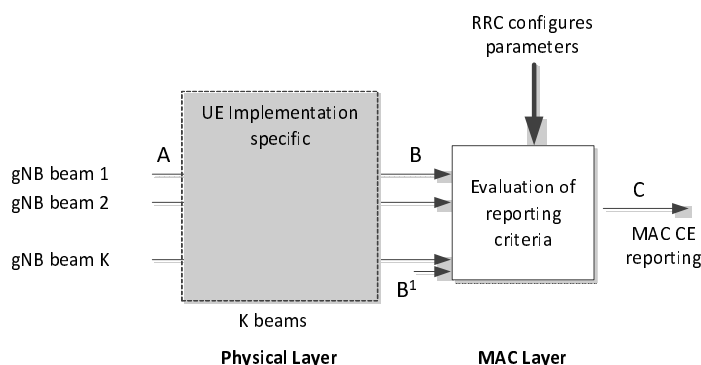 RRC configures
parameters
UE Implementation
specific
A
B
gNB beam 1
gNB beam 2
gNB beam K
Evaluation of
reporting
criteria
C
MAC CE
reporting
B¹
K beams
Physical Layer
MAC Layer